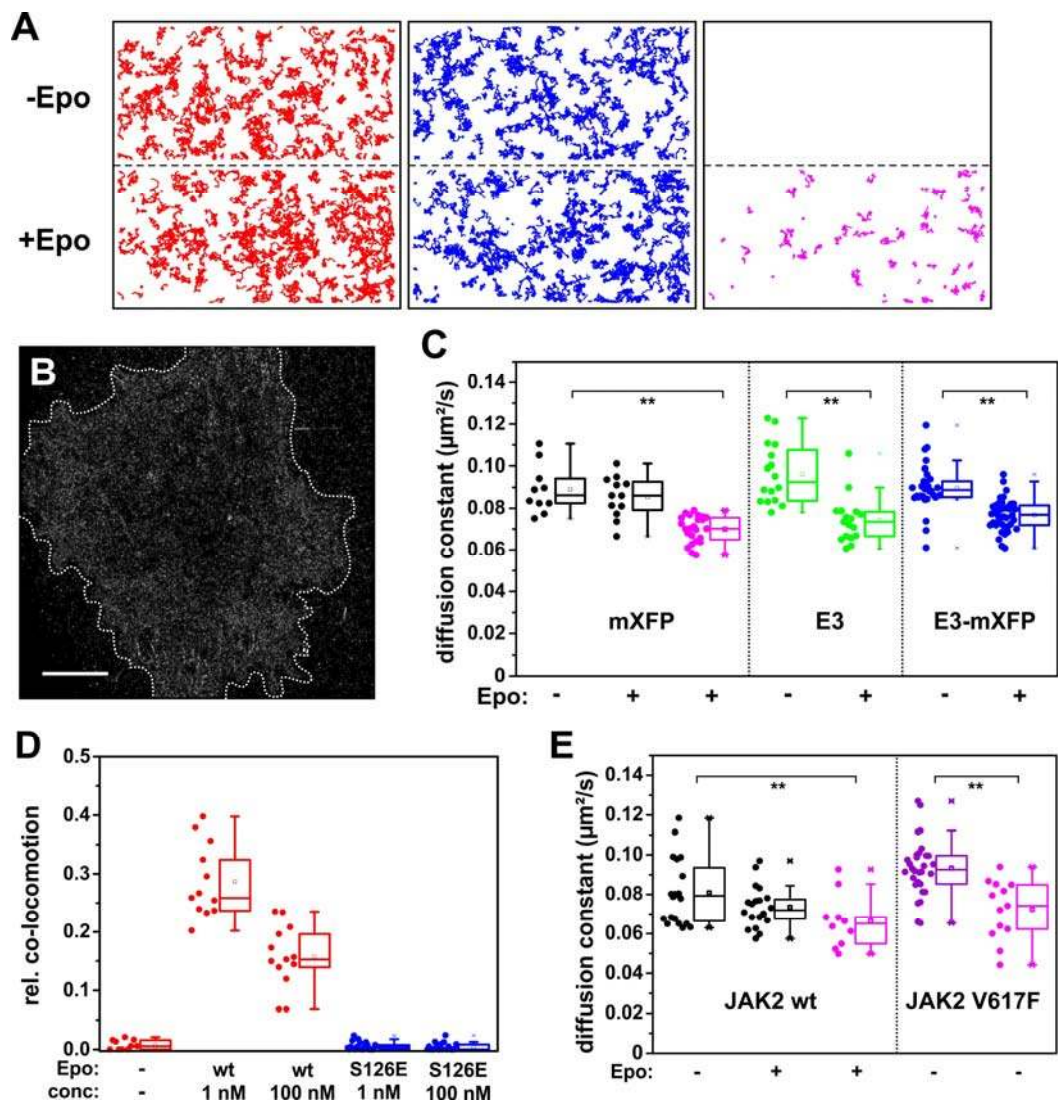 A
-Epo
+Epo
B
C
diffusion constant (µm²/s)
0.14
0.12
0.10
0.08
0.06
0.04
0.02
0
**
**
**
mXFP
E3
E3-mXFP
Epo: - + + - + - +
D
rel. co-locomotion
0.5
0.4
0.3
0.2
0.1
0.0
Epo: - wt wt S126E S126E
conc: - 1 nM 100 nM 1 nM 100 nM
E
diffusion constant (µm²/s)
0.14
0.12
0.10
0.08
0.06
0.04
0.02
0
**
**
JAK2 wt
JAK2 V617F
Epo: - + + - -